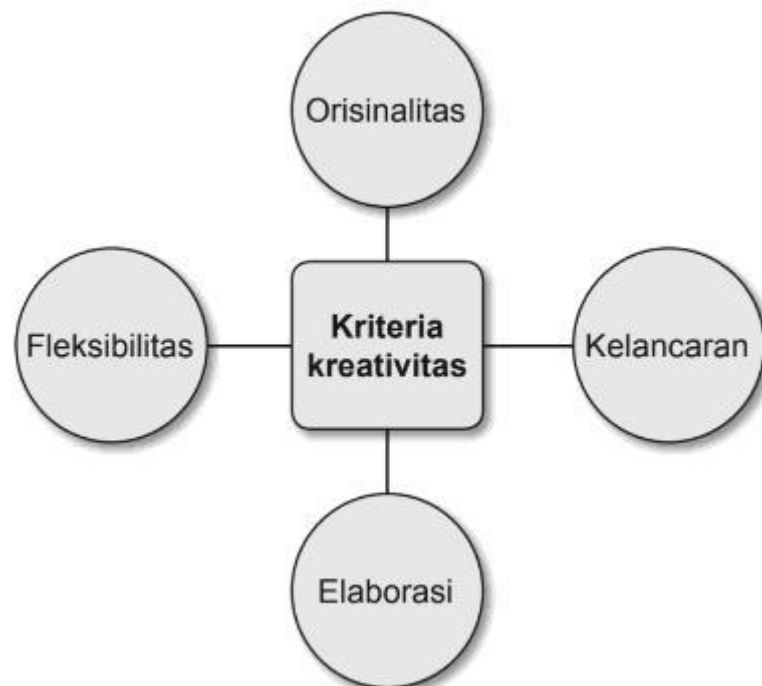 Orisinalitas
Fleksibilitas
Kriteria
kreativitas
Kelancaran
Elaborasi